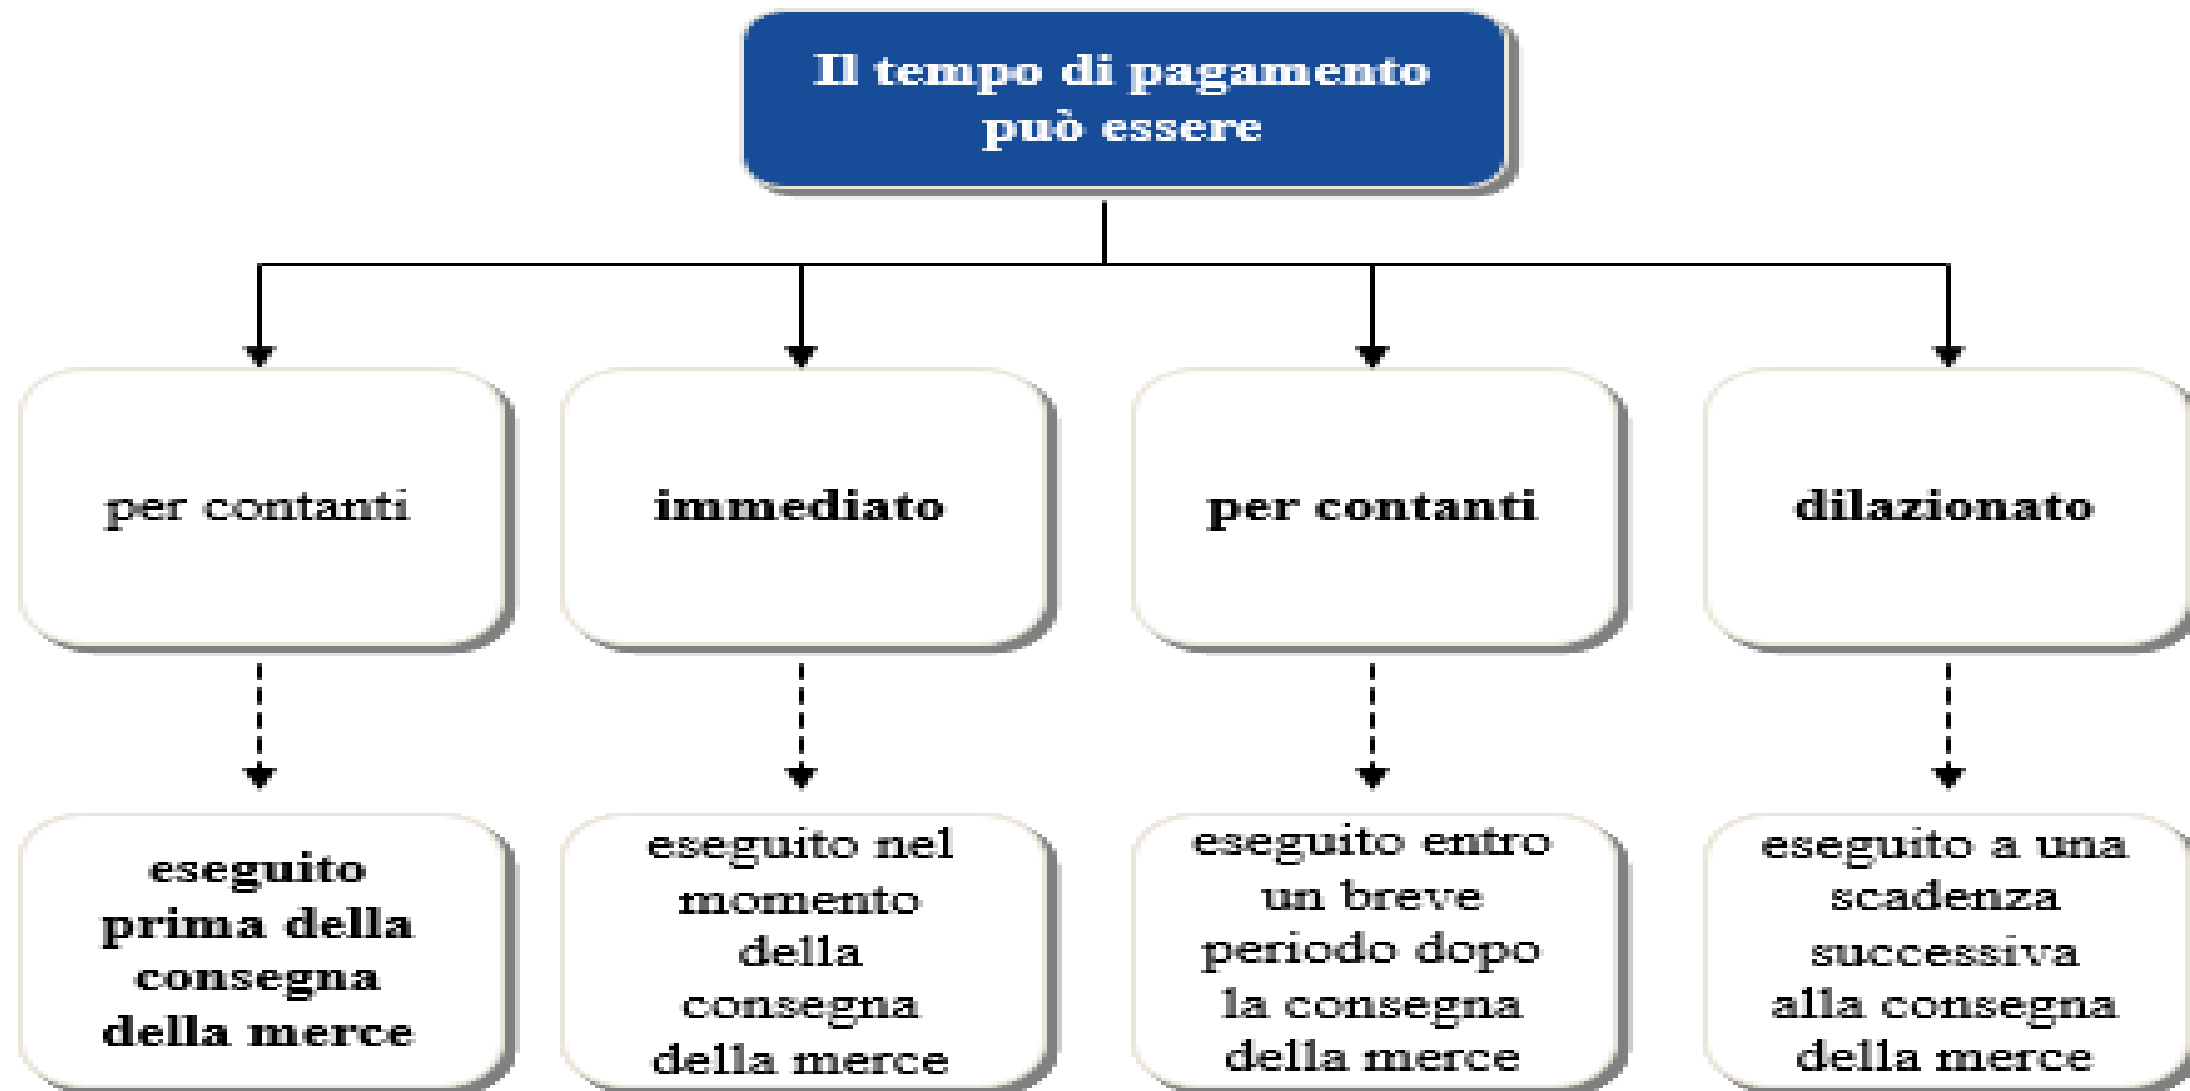 Il tempo di pagamento
può essere
per contanti
immediato
per contanti
dilazionato
eseguito
prima della
consegna
della merce
eseguito nel
momento
della
consegna
della merce
eseguito entro
un breve
periodo dopo
la consegna
della merce
eseguito a una
scadenza
successiva
alla consegna
della merce